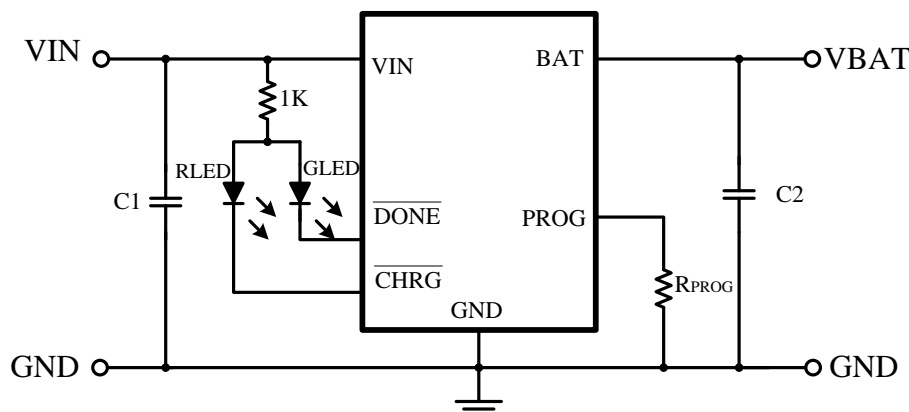 VIN
VIN
BAT
VBAT
1K
RLED
GLED
C1
DONE
PROG
C2
CHRG
RPROG
GND
GND
GND